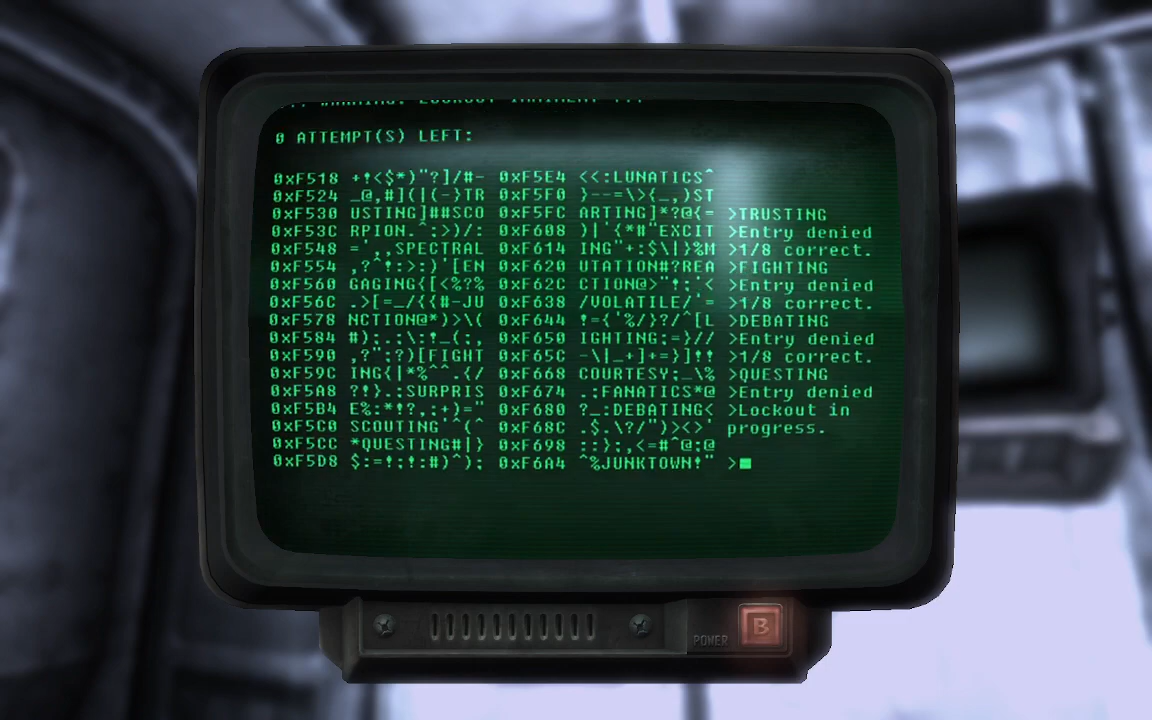 0 ATTEMPT(S) LEFT:
0xF518 +!<$*)"?]/#- 0xF5E4 <<:LUNATICS^
0xF524 _@,#](|(-}TR 0xF5F0 }--=\>{_,)ST
0xF530 USTING]##SCO 0xF5FC ARTING]*?@{= >TRUSTING
0xF53C RPION.^:>)/: 0xF608 )|'{*#"EXCIT >Entry denied
0xF548 =',,SPECTRAL 0xF614 ING"+:$\|}%M >1/8 correct.
0xF554 ,?^!:>:)'[EN 0xF620 UTATION#?REA >FIGHTING
0xF560 GAGING{[<%?% 0xF62C CTION@>"!;'< >Entry denied
0xF56C .>[=_/{{#-JU 0xF638 /VOLATILE/'= >1/8 correct.
0xF578 NCTION@*)>\( 0xF644 !={'%/}?/^[L >DEBATING
0xF584 #);.:\:!_(:, 0xF650 IGHTING;=}// >Entry denied
0xF590 ,?";?)[FIGHT 0xF65C -\|_+]+=}]!! >1/8 correct.
0xF59C ING{|*%^^.{/ 0xF668 COURTESY;_\% >QUESTING
0xF5A8 ?!}.;SURPRIS 0xF674 .;FANATICS*@ >Entry denied
0xF5B4 E%:*!?,;+)=" 0xF680 ?_:DEBATING< >Lockout in
0xF5C0 SCOUTING'^(^ 0xF68C .$.\?/")><>' progress.
0xF5CC *QUESTING#|} 0xF698 ::};,<=#^@;@
0xF5D8 $:=!;!:#)^); 0xF6A4 ^%JUNKTOWN!" >
POWER
B